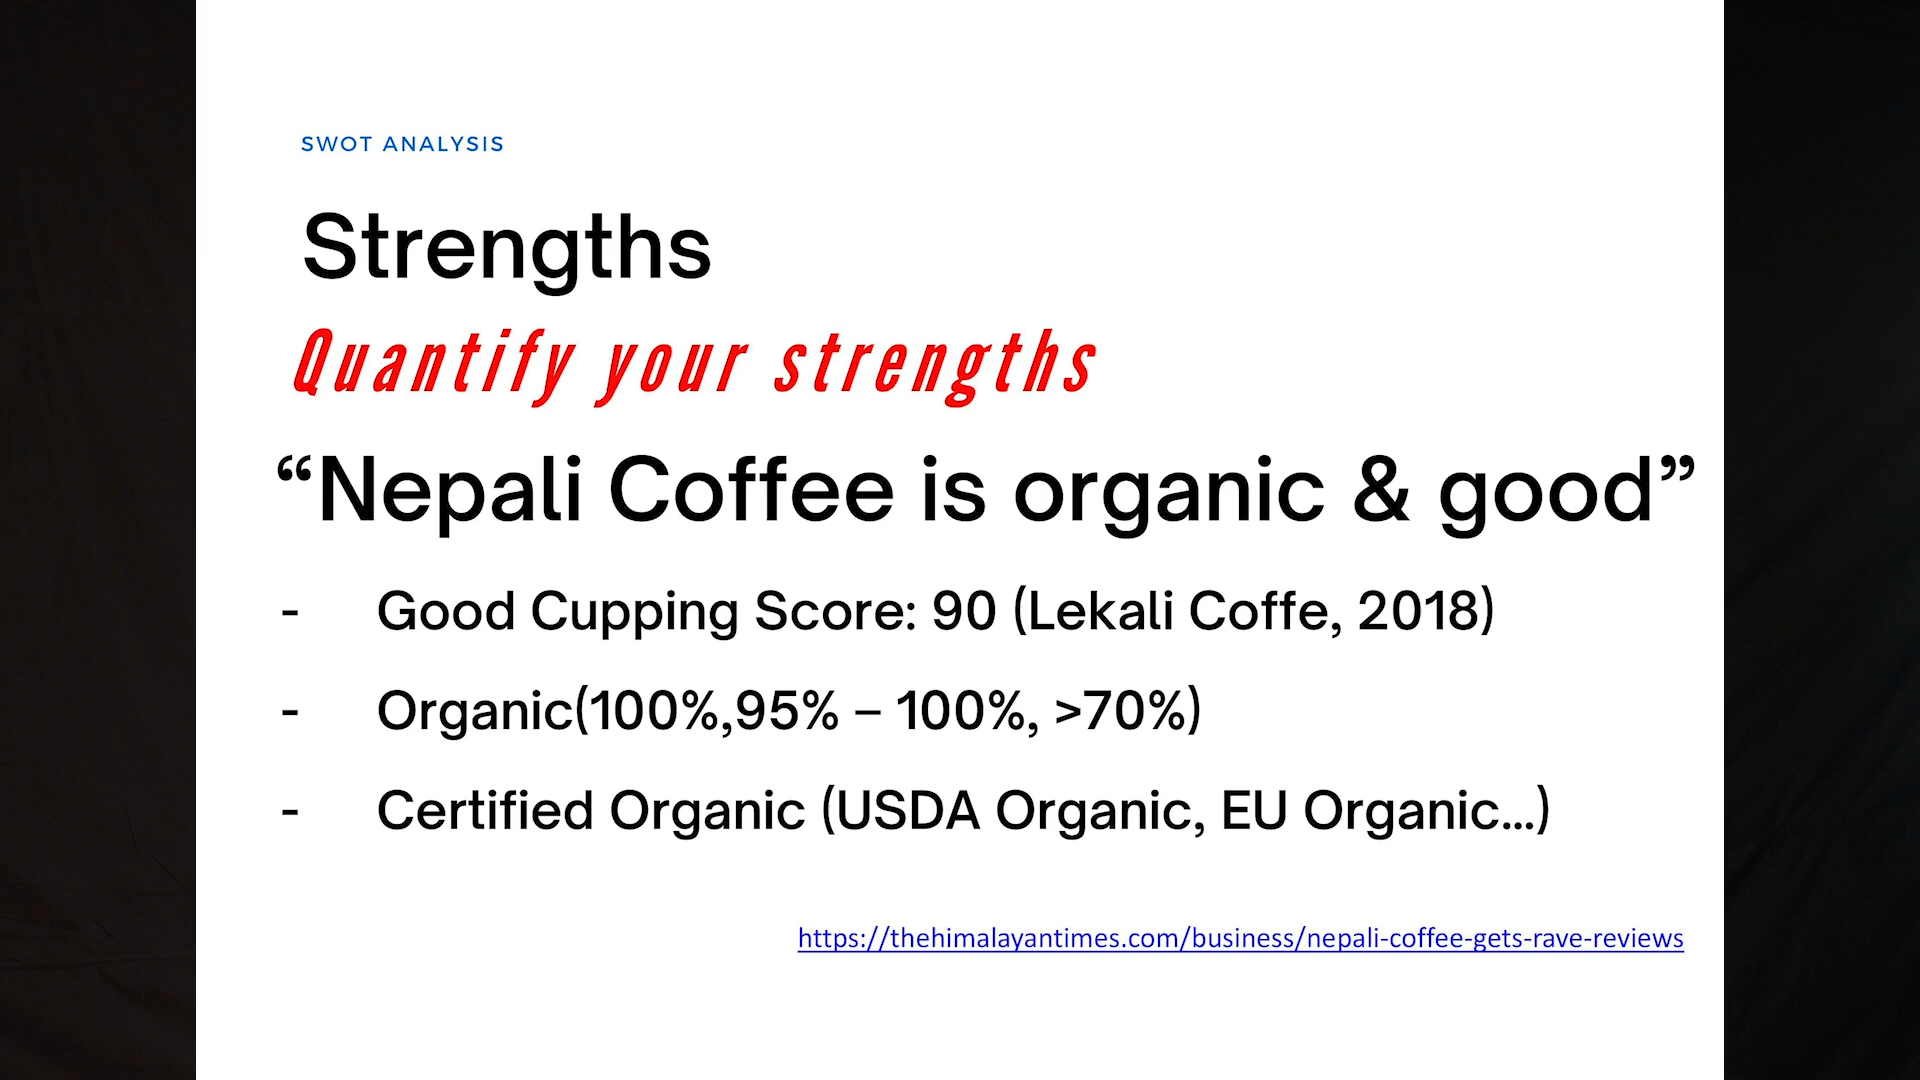 SWOT ANALYSIS
Strengths
Quantify your strengths
“Nepali Coffee is organic & good”
- Good Cupping Score: 90 (Lekali Coffe, 2018)
- Organic(100%,95% – 100%, >70%)
- Certified Organic (USDA Organic, EU Organic...)
https://thehimalayantimes.com/business/nepali-coffee-gets-rave-reviews